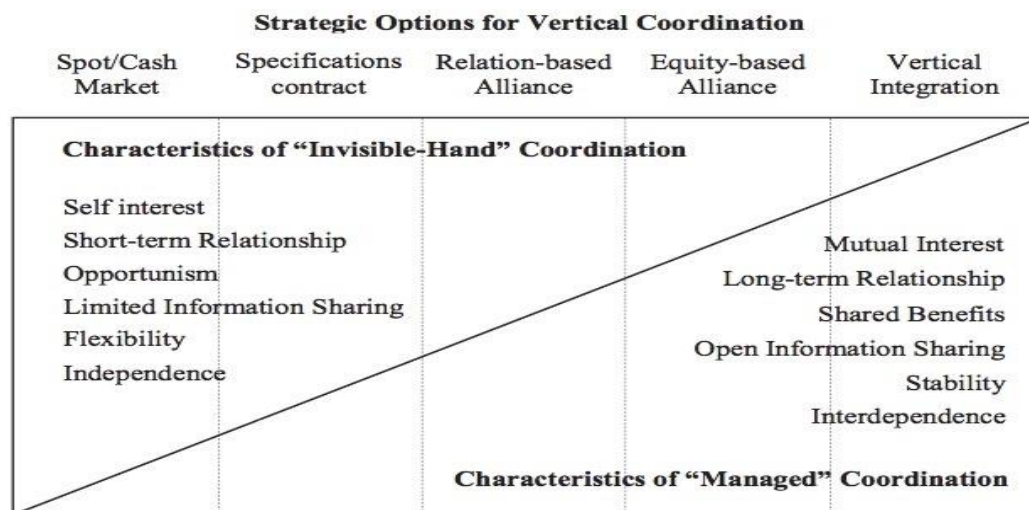 Strategic Options for Vertical Coordination
Spot/Cash Market
Specifications contract
Relation-based Alliance
Equity-based Alliance
Vertical Integration
Characteristics of “Invisible-Hand” Coordination
Self interest
Short-term Relationship
Opportunism
Limited Information Sharing
Flexibility
Independence
Mutual Interest
Long-term Relationship
Shared Benefits
Open Information Sharing
Stability
Interdependence
Characteristics of “Managed” Coordination